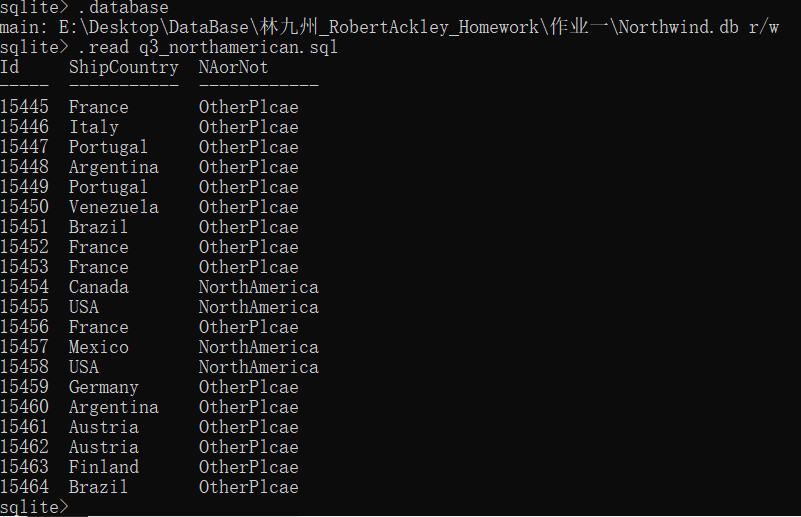 sqlite> .database
main: E:\Desktop\DataBase\林九州_RobertAckley_Homework\作业一\Northwind.db r/w
sqlite> .read q3_northamerican.sql
Id     ShipCountry  NAorNot
-----  -----------  ------------
15445  France       OtherPlcae
15446  Italy        OtherPlcae
15447  Portugal     OtherPlcae
15448  Argentina    OtherPlcae
15449  Portugal     OtherPlcae
15450  Venezuela    OtherPlcae
15451  Brazil       OtherPlcae
15452  France       OtherPlcae
15453  France       OtherPlcae
15454  Canada       NorthAmerica
15455  USA          NorthAmerica
15456  France       OtherPlcae
15457  Mexico       NorthAmerica
15458  USA          NorthAmerica
15459  Germany      OtherPlcae
15460  Argentina    OtherPlcae
15461  Austria      OtherPlcae
15462  Austria      OtherPlcae
15463  Finland      OtherPlcae
15464  Brazil       OtherPlcae
sqlite>